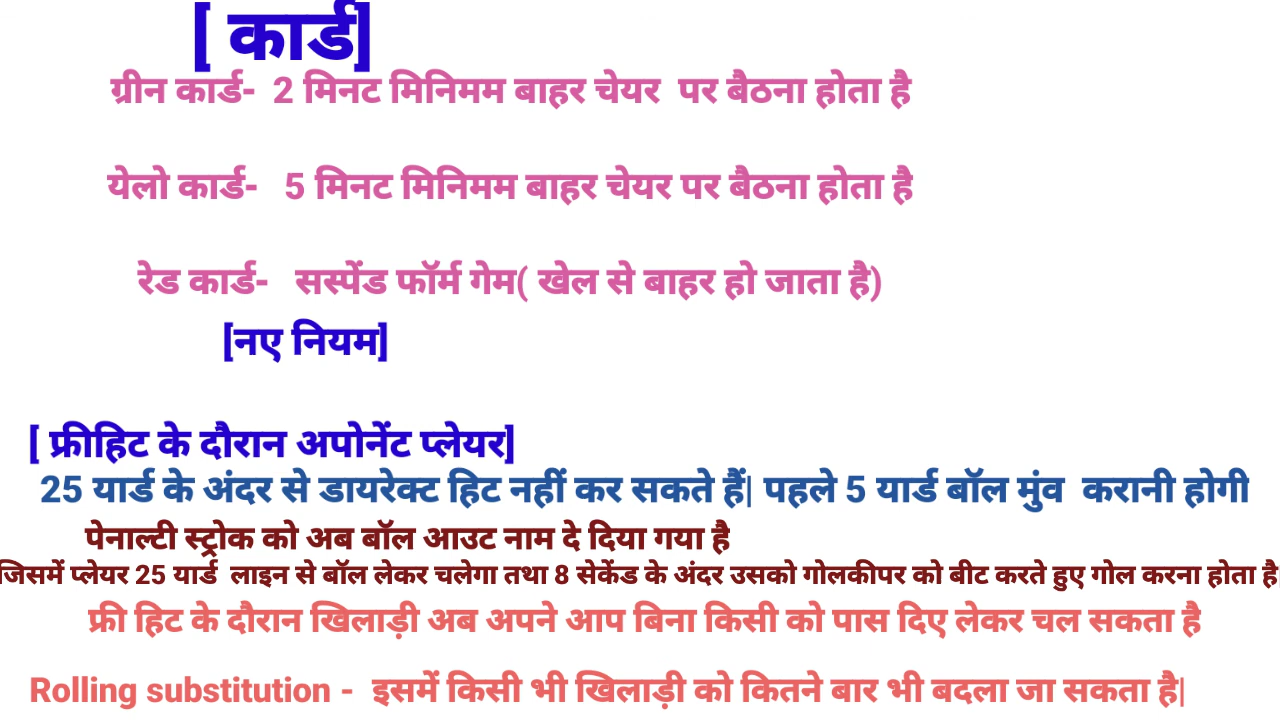 [ कार्ड]
ग्रीन कार्ड- 2 मिनट मिनिमम बाहर चेयर पर बैठना होता है
येलो कार्ड- 5 मिनट मिनिमम बाहर चेयर पर बैठना होता है
रेड कार्ड- सस्पेंड फॉर्म गेम( खेल से बाहर हो जाता है)
[नए नियम]
[ फ्रीहिट के दौरान अपोनेंट प्लेयर]
25 यार्ड के अंदर से डायरेक्ट हिट नहीं कर सकते हैं| पहले 5 यार्ड बॉल मुंव करानी होगी
पेनाल्टी स्ट्रोक को अब बॉल आउट नाम दे दिया गया है
जिसमें प्लेयर 25 यार्ड लाइन से बॉल लेकर चलेगा तथा 8 सेकेंड के अंदर उसको गोलकीपर को बीट करते हुए गोल करना होता है|
फ्री हिट के दौरान खिलाड़ी अब अपने आप बिना किसी को पास दिए लेकर चल सकता है
Rolling substitution - इसमें किसी भी खिलाड़ी को कितने बार भी बदला जा सकता है|